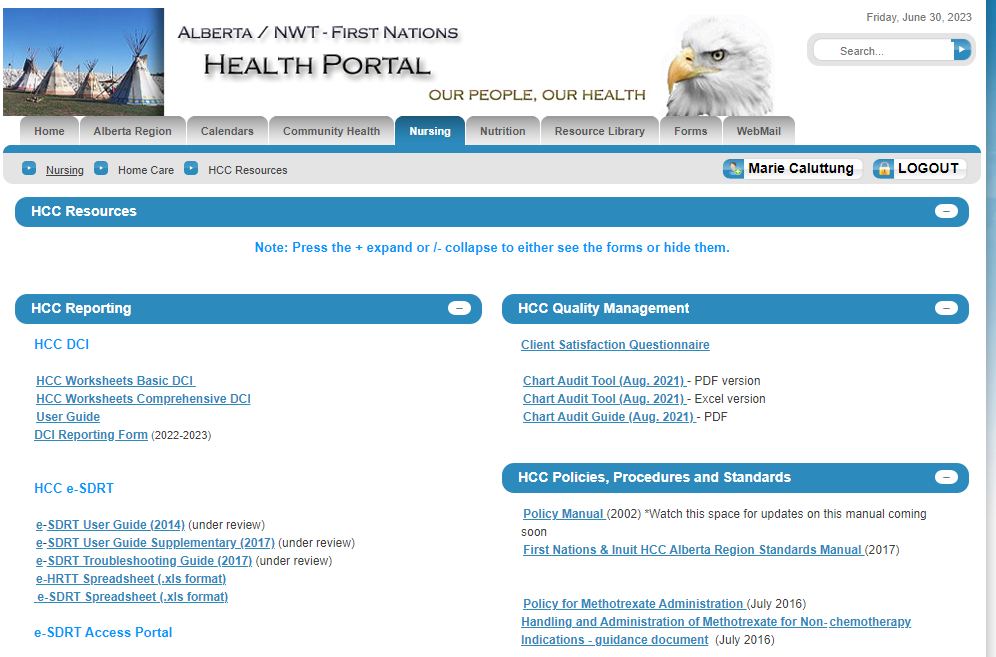 Friday, June 30, 2023
ALBERTA / NWT - FIRST NATIONS
HEALTH PORTAL
OUR PEOPLE, OUR HEALTH
Search...
Home
Alberta Region
Calendars
Community Health
Nursing
Nutrition
Resource Library
Forms
WebMail
Nursing
Home Care
HCC Resources
Marie Caluttung
LOGOUT
HCC Resources
Note: Press the + expand or /- collapse to either see the forms or hide them.
HCC Reporting
HCC DCI
HCC Worksheets Basic DCI
HCC Worksheets Comprehensive DCI
User Guide
DCI Reporting Form (2022-2023)
HCC e-SDRT
e-SDRT User Guide (2014) (under review)
e-SDRT User Guide Supplementary (2017) (under review)
e-SDRT Troubleshooting Guide (2017) (under review)
e-HRTT Spreadsheet (.xls format)
e-SDRT Spreadsheet (.xls format)
e-SDRT Access Portal
HCC Quality Management
Client Satisfaction Questionnaire
Chart Audit Tool (Aug. 2021) - PDF version
Chart Audit Tool (Aug. 2021) - Excel version
Chart Audit Guide (Aug. 2021) - PDF
HCC Policies, Procedures and Standards
Policy Manual (2002) *Watch this space for updates on this manual coming
soon
First Nations & Inuit HCC Alberta Region Standards Manual (2017)
Policy for Methotrexate Administration (July 2016)
Handling and Administration of Methotrexate for Non-chemotherapy
Indications - guidance document (July 2016)